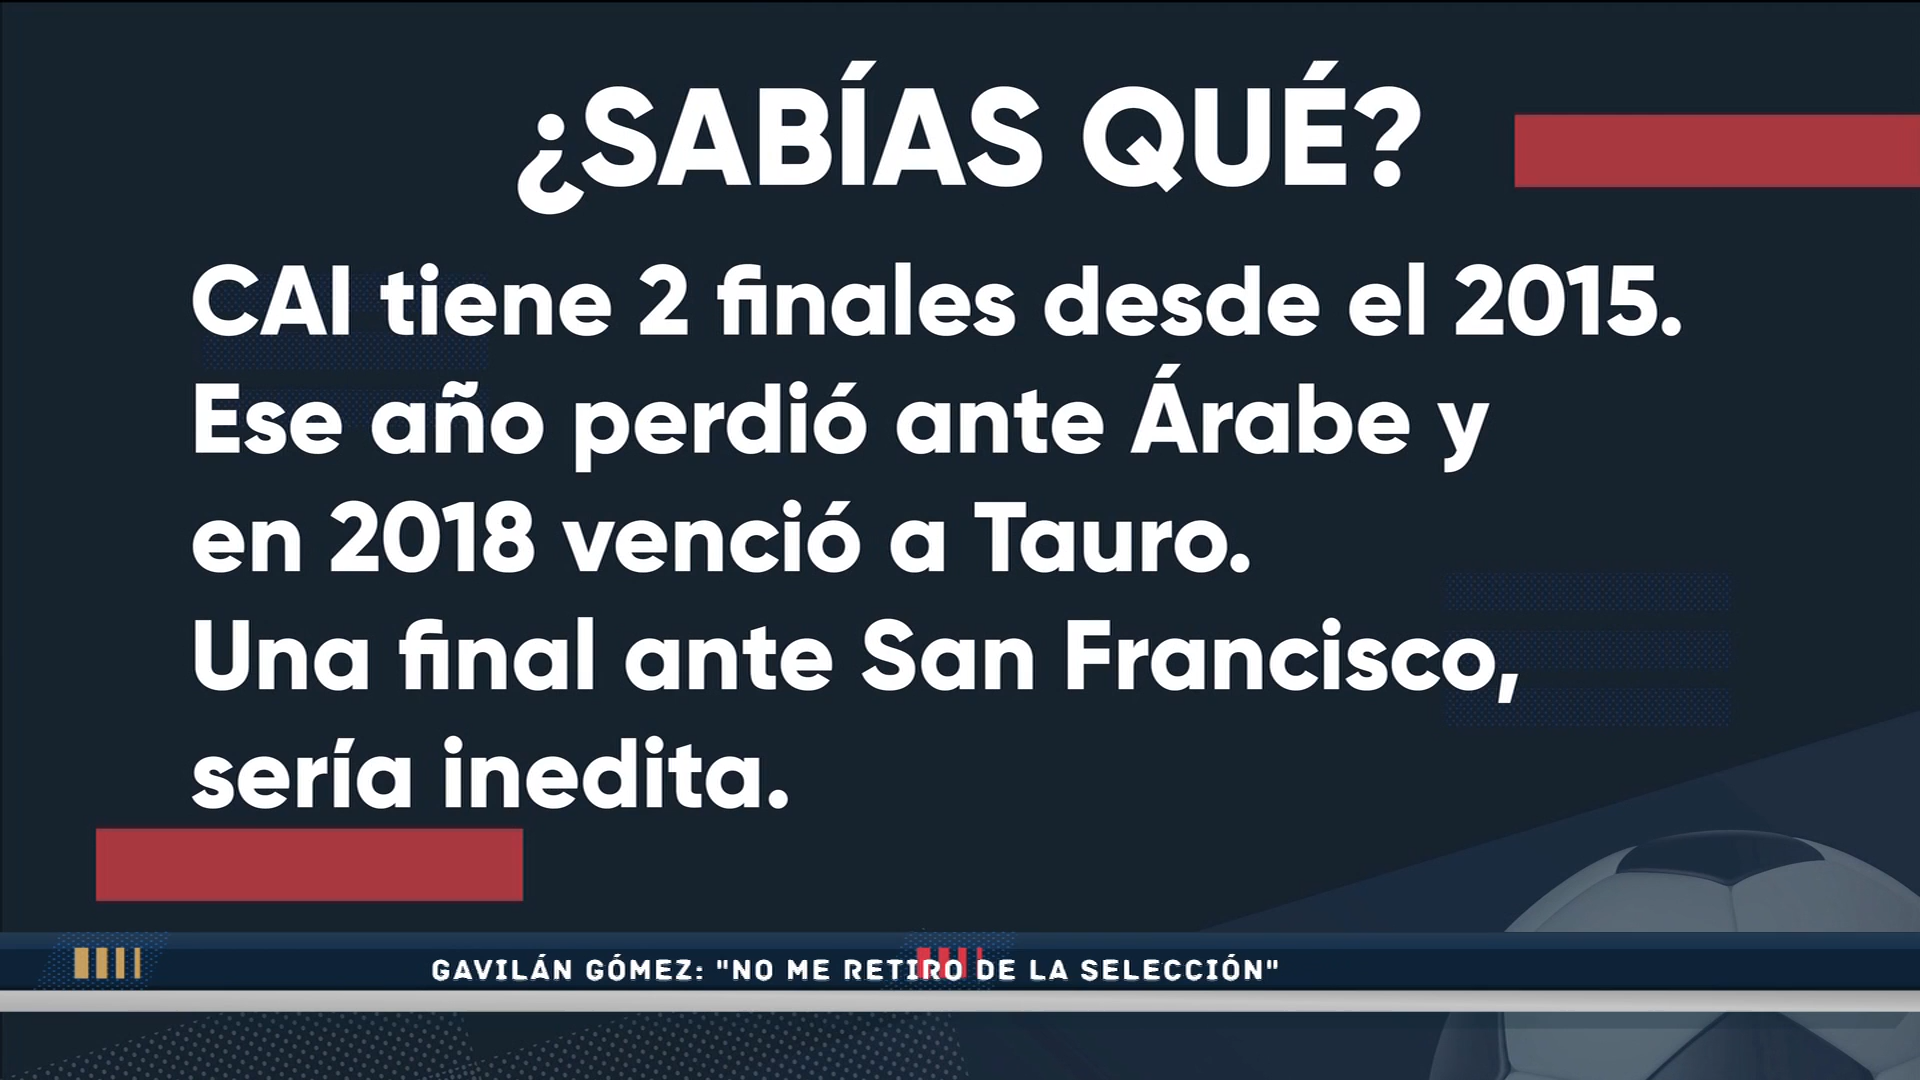 ¿SABÍAS QUÉ?
CAI tiene 2 finales desde el 2015.
Ese año perdió ante Árabe y
en 2018 venció a Tauro.
Una final ante San Francisco,
sería inedita.
GAVILÁN GÓMEZ: "NO ME RETIRO DE LA SELECCIÓN"